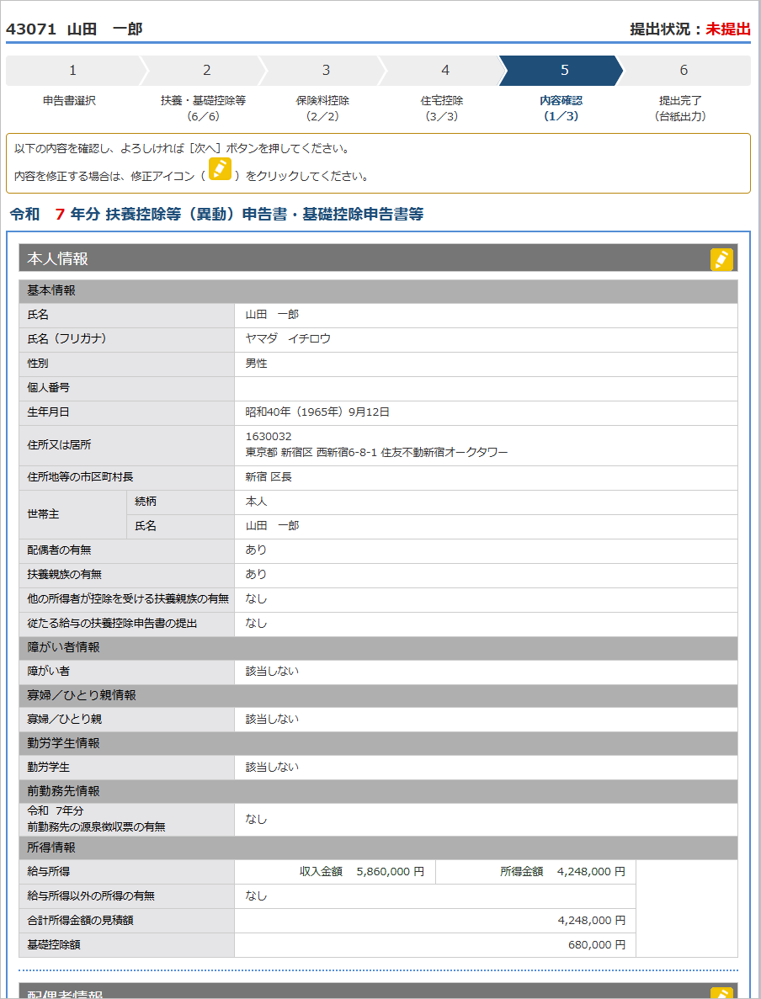 43071 山田　一郎　提出状況：未提出
1 2 3 4 5 6
申告書選択 扶養・基礎控除等 保険料控除 住宅控除 内容確認 提出完了
（6／6） （2／2） （3／3） （1／3） （台紙出力）
以下の内容を確認し、よろしければ［次へ］ボタンを押してください。
内容を修正する場合は、修正アイコン（ ）をクリックしてください。
令和　7 年分 扶養控除等（異動）申告書・基礎控除申告書等
本人情報
基本情報
氏名 山田　一郎
氏名（フリガナ） ヤマダ　イチロウ
性別 男性
個人番号
生年月日 昭和40年（1965年）9月12日
住所又は居所 1630032
東京都 新宿区 西新宿6-8-1 住友不動新宿オークタワー
住所地等の市区町村長 新宿 区長
世帯主 続柄 本人
氏名 山田　一郎
配偶者の有無 あり
扶養親族の有無 あり
他の所得者が控除を受ける扶養親族の有無 なし
従たる給与の扶養控除申告書の提出 なし
障がい者情報
障がい者 該当しない
寡婦／ひとり親情報
寡婦／ひとり親 該当しない
勤労学生情報
勤労学生 該当しない
前勤務先情報
令和 7年分
前勤務先の源泉徴収票の有無 なし
所得情報
給与所得 収入金額 5,860,000 円 所得金額 4,248,000 円
給与所得以外の所得の有無 なし
合計所得金額の見積額 4,248,000 円
基礎控除額 680,000 円
配偶者情報